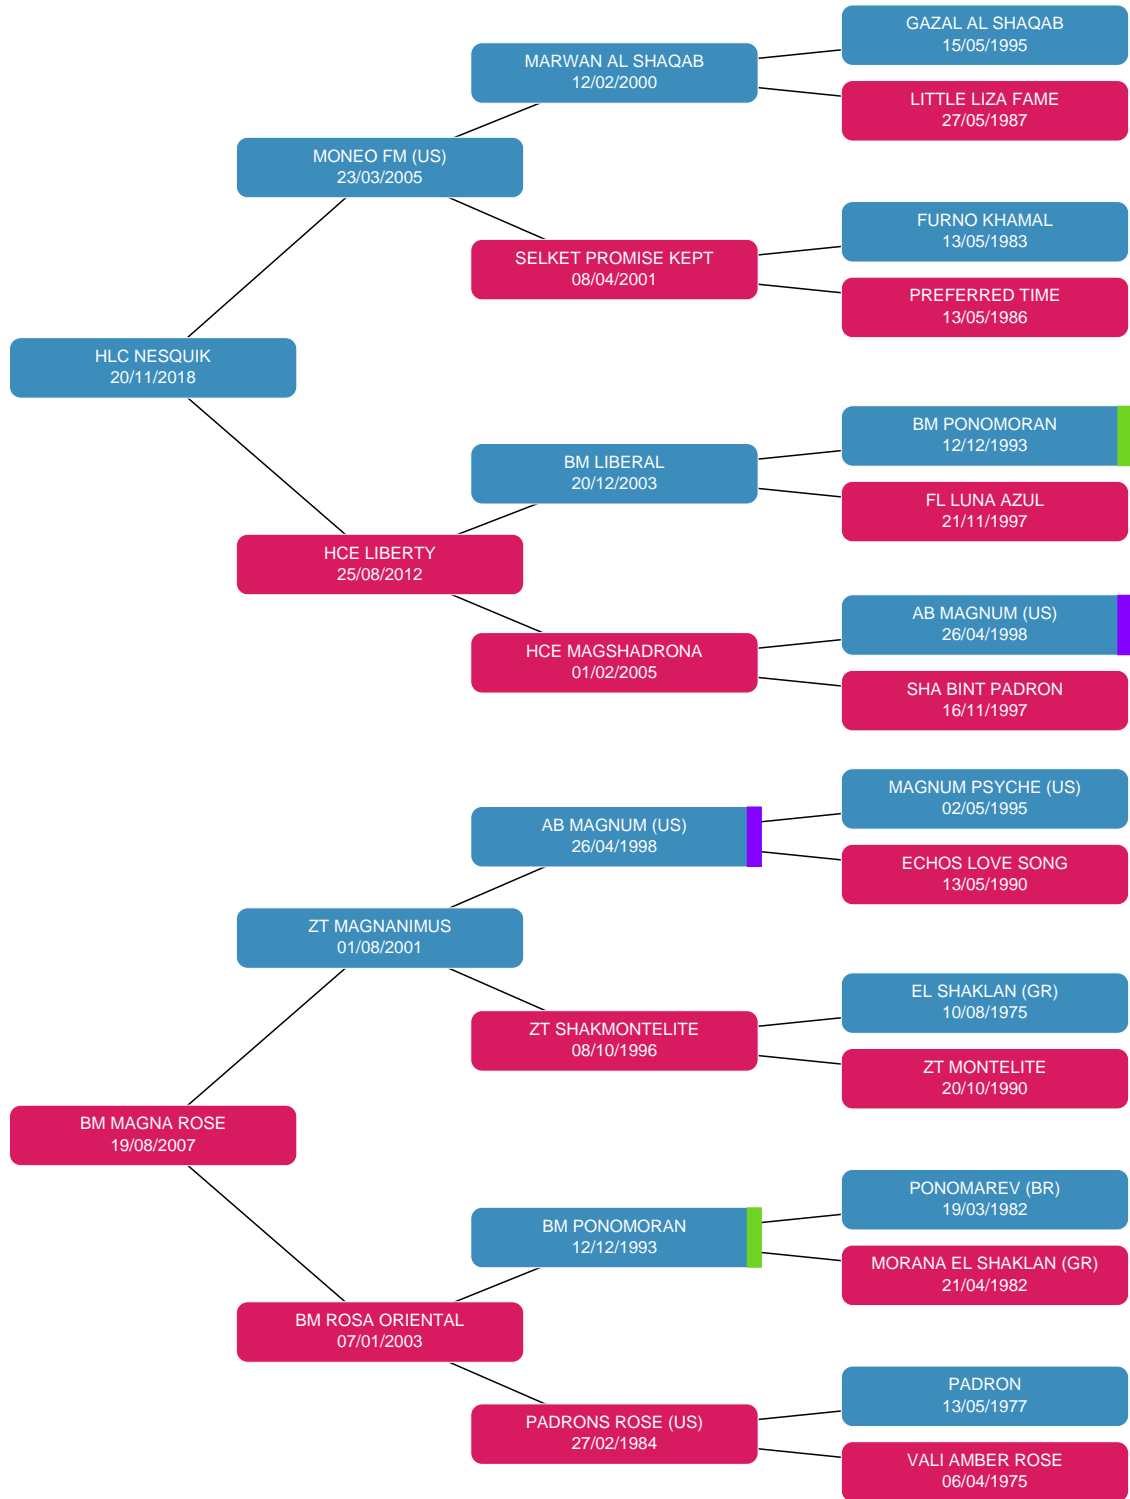 GAZAL AL SHAQAB
15/05/1995
MARWAN AL SHAQAB
12/02/2000
LITTLE LIZA FAME
27/05/1987
MONEO FM (US)
23/03/2005
FURNO KHAMAL
13/05/1983
SELKET PROMISE KEPT
08/04/2001
PREFERRED TIME
13/05/1986
HLC NESQUIK
20/11/2018
BM PONOMORAN
12/12/1993
BM LIBERAL
20/12/2003
FL LUNA AZUL
21/11/1997
HCE LIBERTY
25/08/2012
AB MAGNUM (US)
26/04/1998
HCE MAGSHADRONA
01/02/2005
SHA BINT PADRON
16/11/1997
MAGNUM PSYCHE (US)
02/05/1995
AB MAGNUM (US)
26/04/1998
ECHOS LOVE SONG
13/05/1990
ZT MAGNANIMUS
01/08/2001
EL SHAKLAN (GR)
10/08/1975
ZT SHAKMONTELITE
08/10/1996
ZT MONTELITE
20/10/1990
BM MAGNA ROSE
19/08/2007
PONOMAREV (BR)
19/03/1982
BM PONOMORAN
12/12/1993
MORANA EL SHAKLAN (GR)
21/04/1982
BM ROSA ORIENTAL
07/01/2003
PADRON
13/05/1977
PADRONS ROSE (US)
27/02/1984
VALI AMBER ROSE
06/04/1975